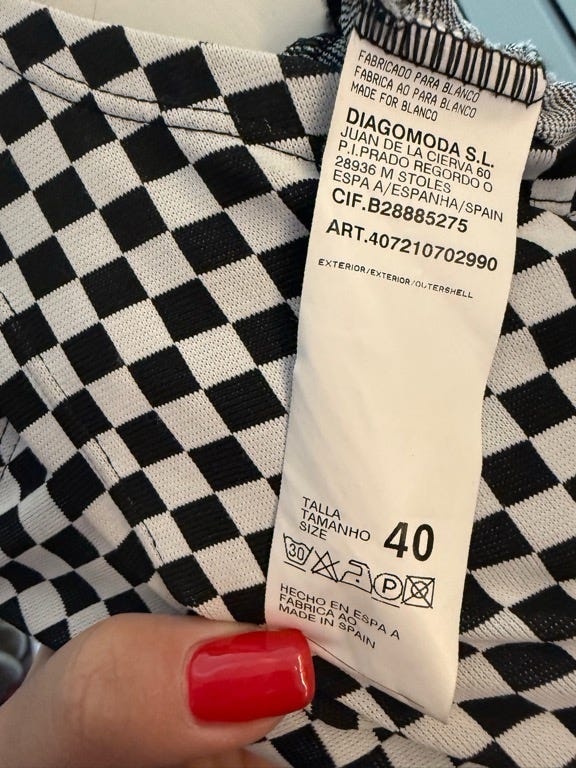 FABRICADO PARA BLANCO
FABRICA AO PARA BLANCO
MADE FOR BLANCO
DIAGOMODA S.L.
JUAN DE LA CIERVA 60
P.I.PRADO REGORDO O
28936 M STOLES
ESPA A/ESPANHA/SPAIN
CIF.B28885275
ART.407210702990
EXTERIOR/EXTERIOR/OUTERSHELL
TALLA
TAMANHO
SIZE
40
30
P
HECHO EN ESPA A
FABRICA AO
MADE IN SPAIN